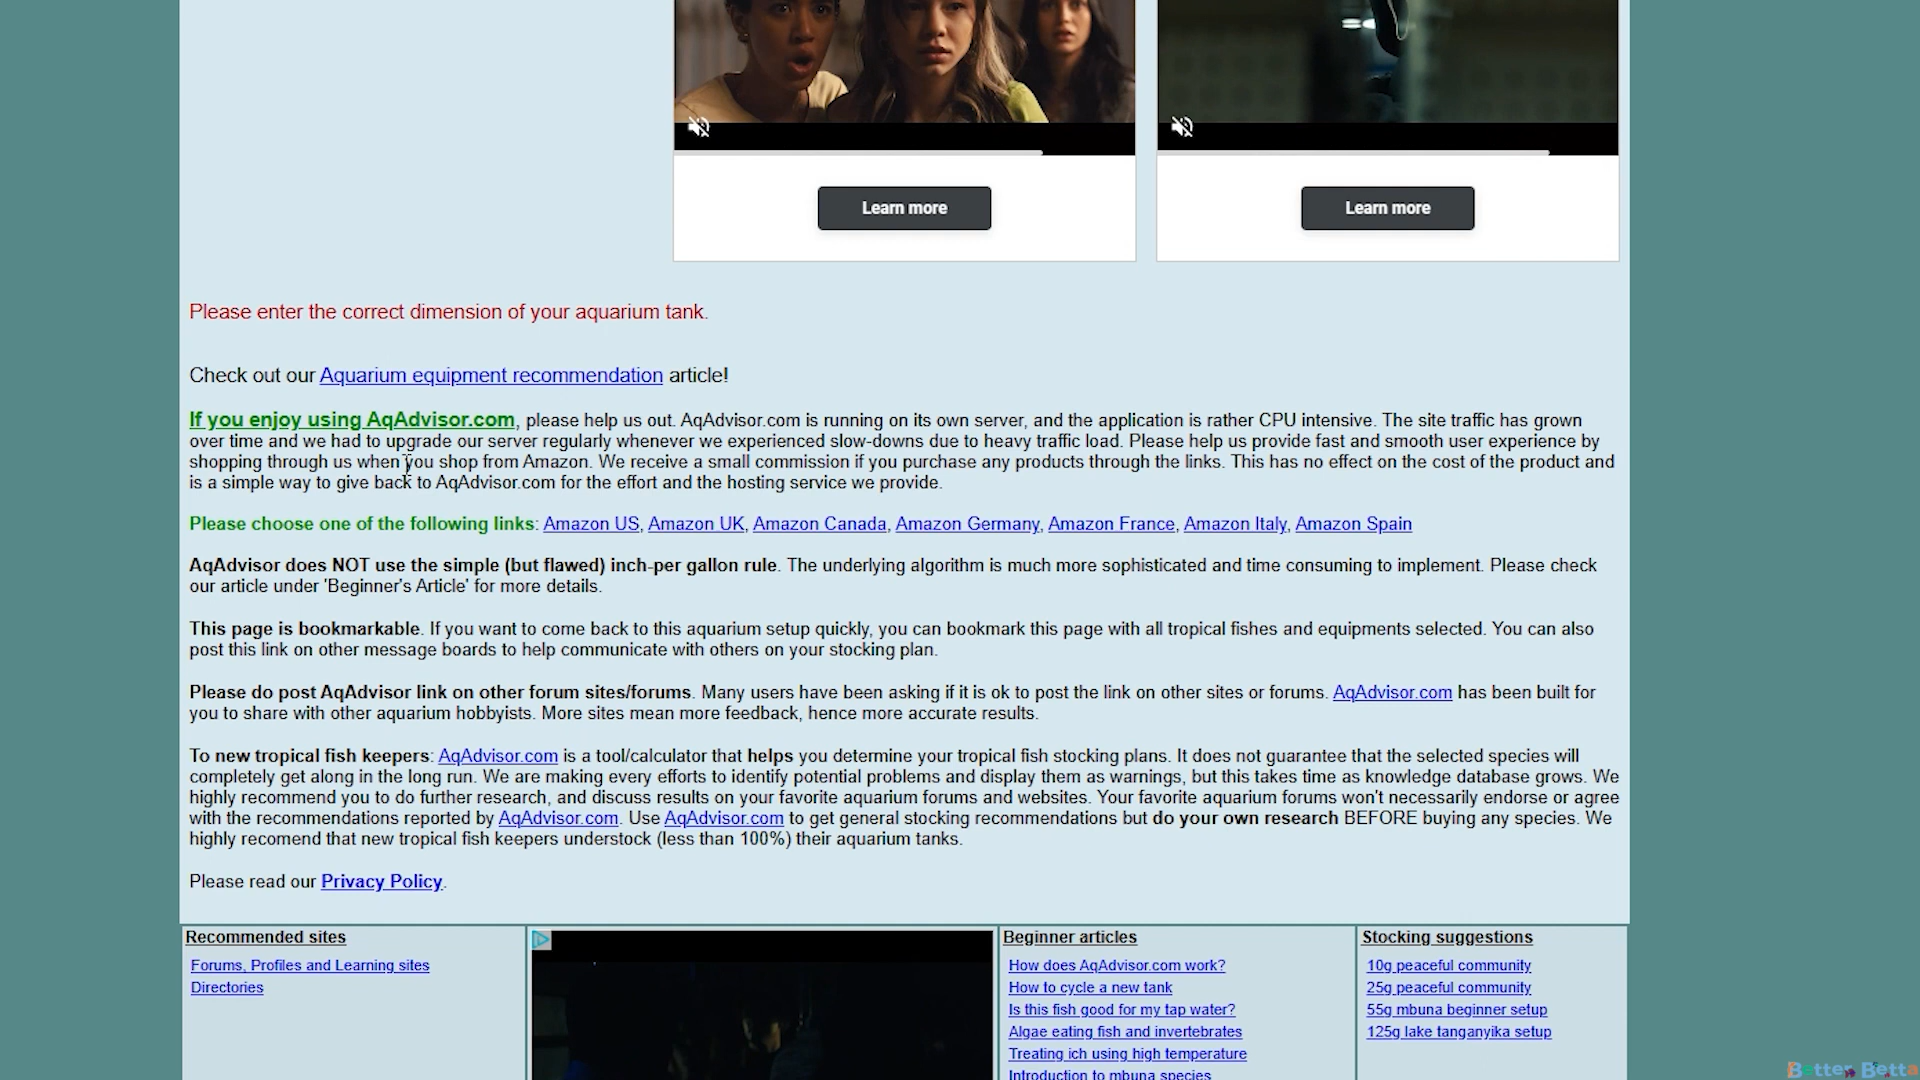 Learn more
Learn more
Please enter the correct dimension of your aquarium tank.
Check out our Aquarium equipment recommendation article!
If you enjoy using AqAdvisor.com, please help us out. AqAdvisor.com is running on its own server, and the application is rather CPU intensive. The site traffic has grown
over time and we had to upgrade our server regularly whenever we experienced slow-downs due to heavy traffic load. Please help us provide fast and smooth user experience by
shopping through us when you shop from Amazon. We receive a small commission if you purchase any products through the links. This has no effect on the cost of the product and
is a simple way to give back to AqAdvisor.com for the effort and the hosting service we provide.
Please choose one of the following links: Amazon US, Amazon UK, Amazon Canada, Amazon Germany, Amazon France, Amazon Italy, Amazon Spain
AqAdvisor does NOT use the simple (but flawed) inch-per gallon rule. The underlying algorithm is much more sophisticated and time consuming to implement. Please check
our article under 'Beginner's Article' for more details.
This page is bookmarkable. If you want to come back to this aquarium setup quickly, you can bookmark this page with all tropical fishes and equipments selected. You can also
post this link on other message boards to help communicate with others on your stocking plan.
Please do post AqAdvisor link on other forum sites/forums. Many users have been asking if it is ok to post the link on other sites or forums. AqAdvisor.com has been built for
you to share with other aquarium hobbyists. More sites mean more feedback, hence more accurate results.
To new tropical fish keepers: AqAdvisor.com is a tool/calculator that helps you determine your tropical fish stocking plans. It does not guarantee that the selected species will
completely get along in the long run. We are making every efforts to identify potential problems and display them as warnings, but this takes time as knowledge database grows. We
highly recommend you to do further research, and discuss results on your favorite aquarium forums and websites. Your favorite aquarium forums won't necessarily endorse or agree
with the recommendations reported by AqAdvisor.com. Use AqAdvisor.com to get general stocking recommendations but do your own research BEFORE buying any species. We
highly recomend that new tropical fish keepers understock (less than 100%) their aquarium tanks.
Please read our Privacy Policy.
Recommended sites
Forums, Profiles and Learning sites
Directories
Beginner articles
How does AqAdvisor.com work?
How to cycle a new tank
Is this fish good for my tap water?
Algae eating fish and invertebrates
Treating ich using high temperature
Introduction to mbuna species
Stocking suggestions
10g peaceful community
25g peaceful community
55g mbuna beginner setup
125g lake tanganyika setup
Better Betta